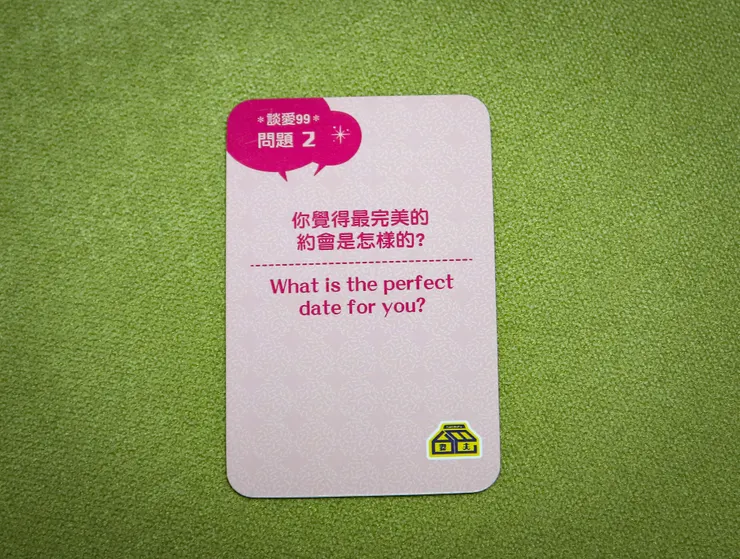 *談愛99*
問題 2
你覺得最完美的
約會是怎樣的?
What is the perfect
date for you?